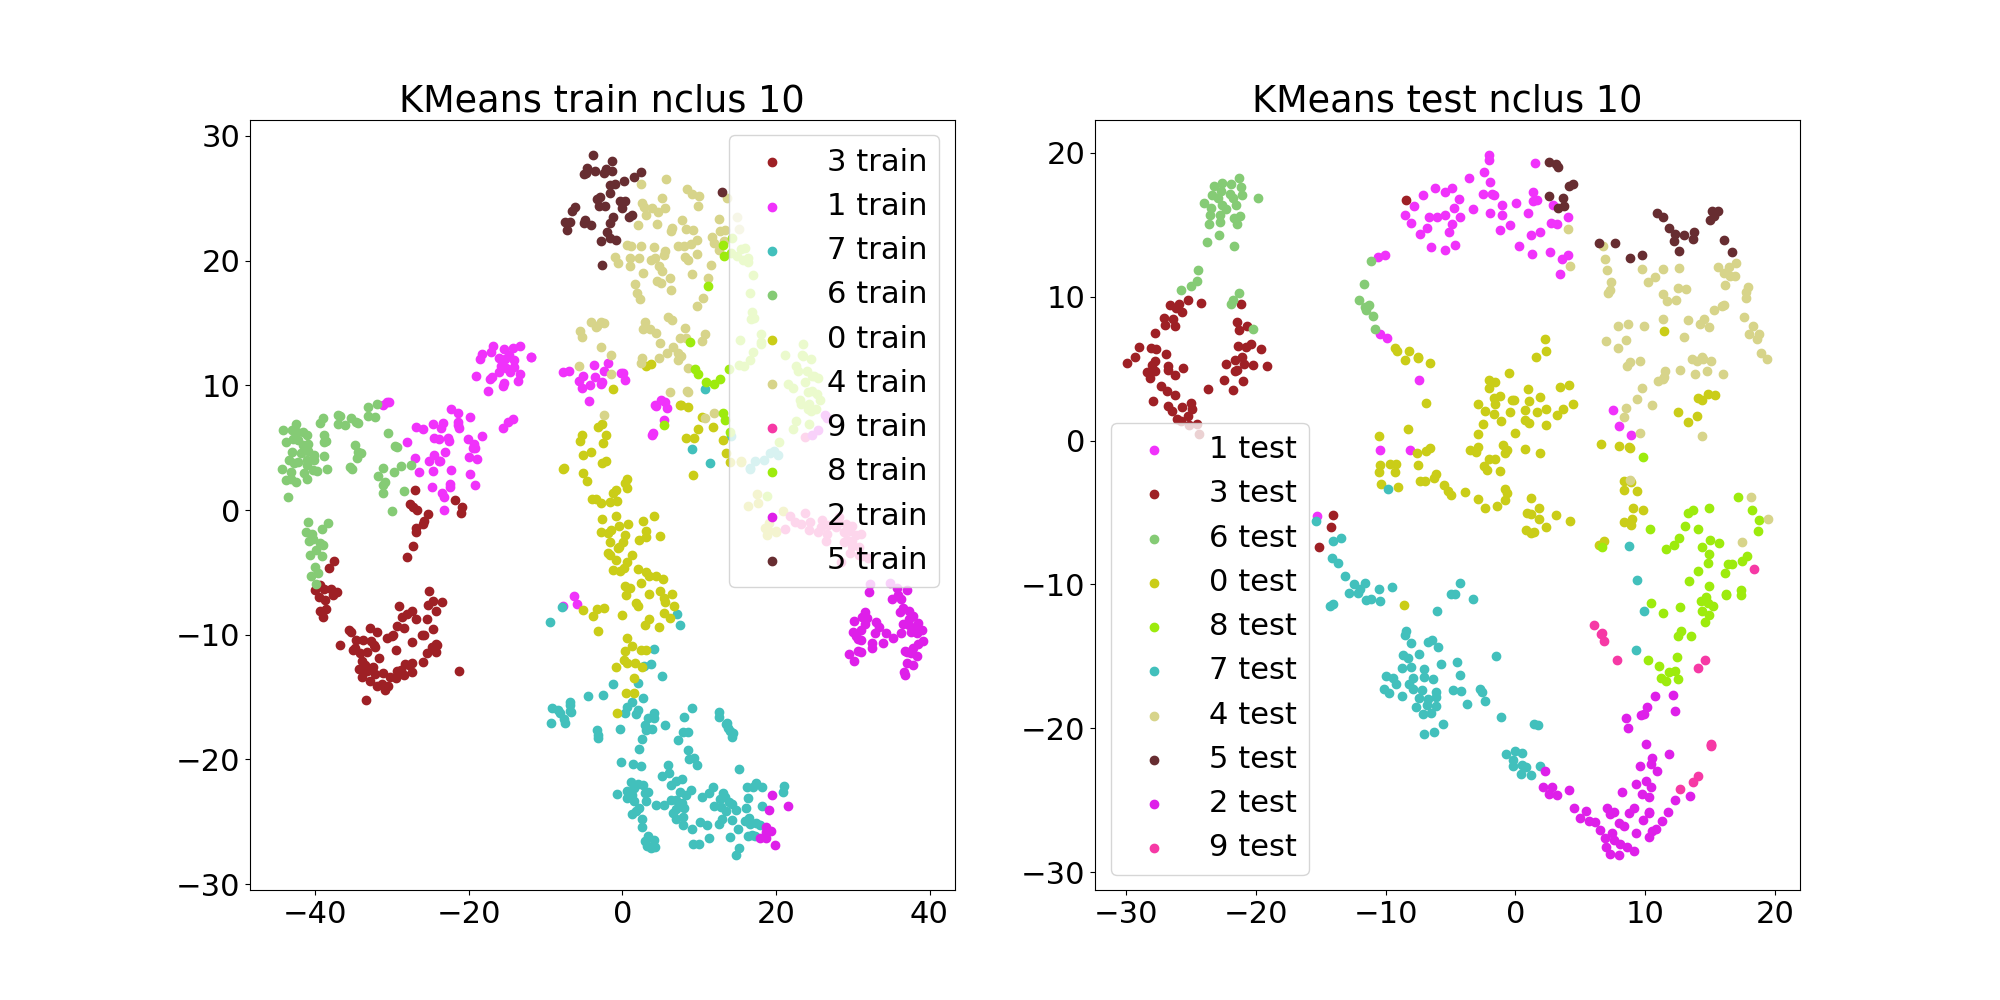 KMeans train nclus 10
30
20
10
0
−10
−20
−30
−40
−20
0
20
40
3 train
1 train
7 train
6 train
0 train
4 train
9 train
8 train
2 train
5 train
KMeans test nclus 10
20
10
0
−10
−20
−30
−30
−20
−10
0
10
20
1 test
3 test
6 test
0 test
8 test
7 test
4 test
5 test
2 test
9 test